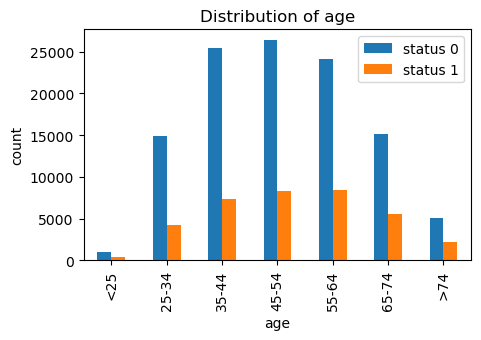 Distribution of age
status 0
status 1
count
25000
20000
15000
10000
5000
0
<25
25-34
35-44
45-54
55-64
65-74
>74
age